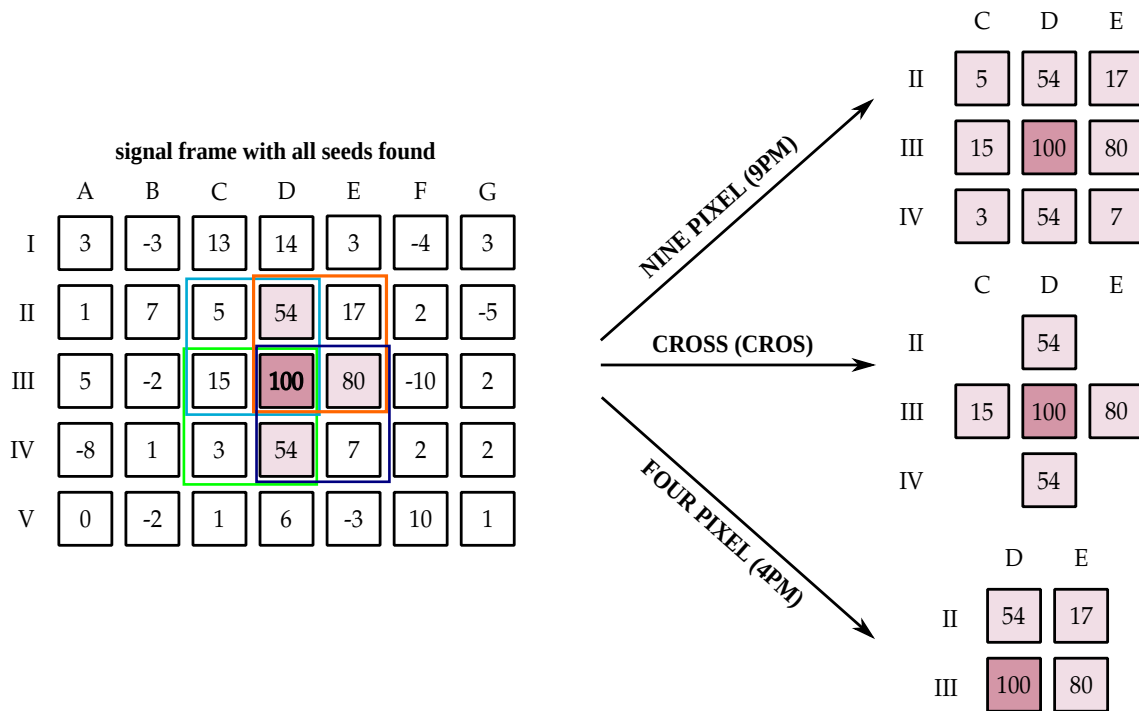 signal frame with all seeds found
A B C D E F G
I 3 -3 13 14 3 -4 3
II 1 7 5 54 17 2 -5
III 5 -2 15 100 80 -10 2
IV -8 1 3 54 7 2 2
V 0 -2 1 6 -3 10 1
NINE PIXEL (9PM)
C D E
II 5 54 17
III 15 100 80
IV 3 54 7
CROSS (CROS)
C D E
II 54
III 15 100 80
IV 54
FOUR PIXEL (4PM)
D E
II 54 17
III 100 80